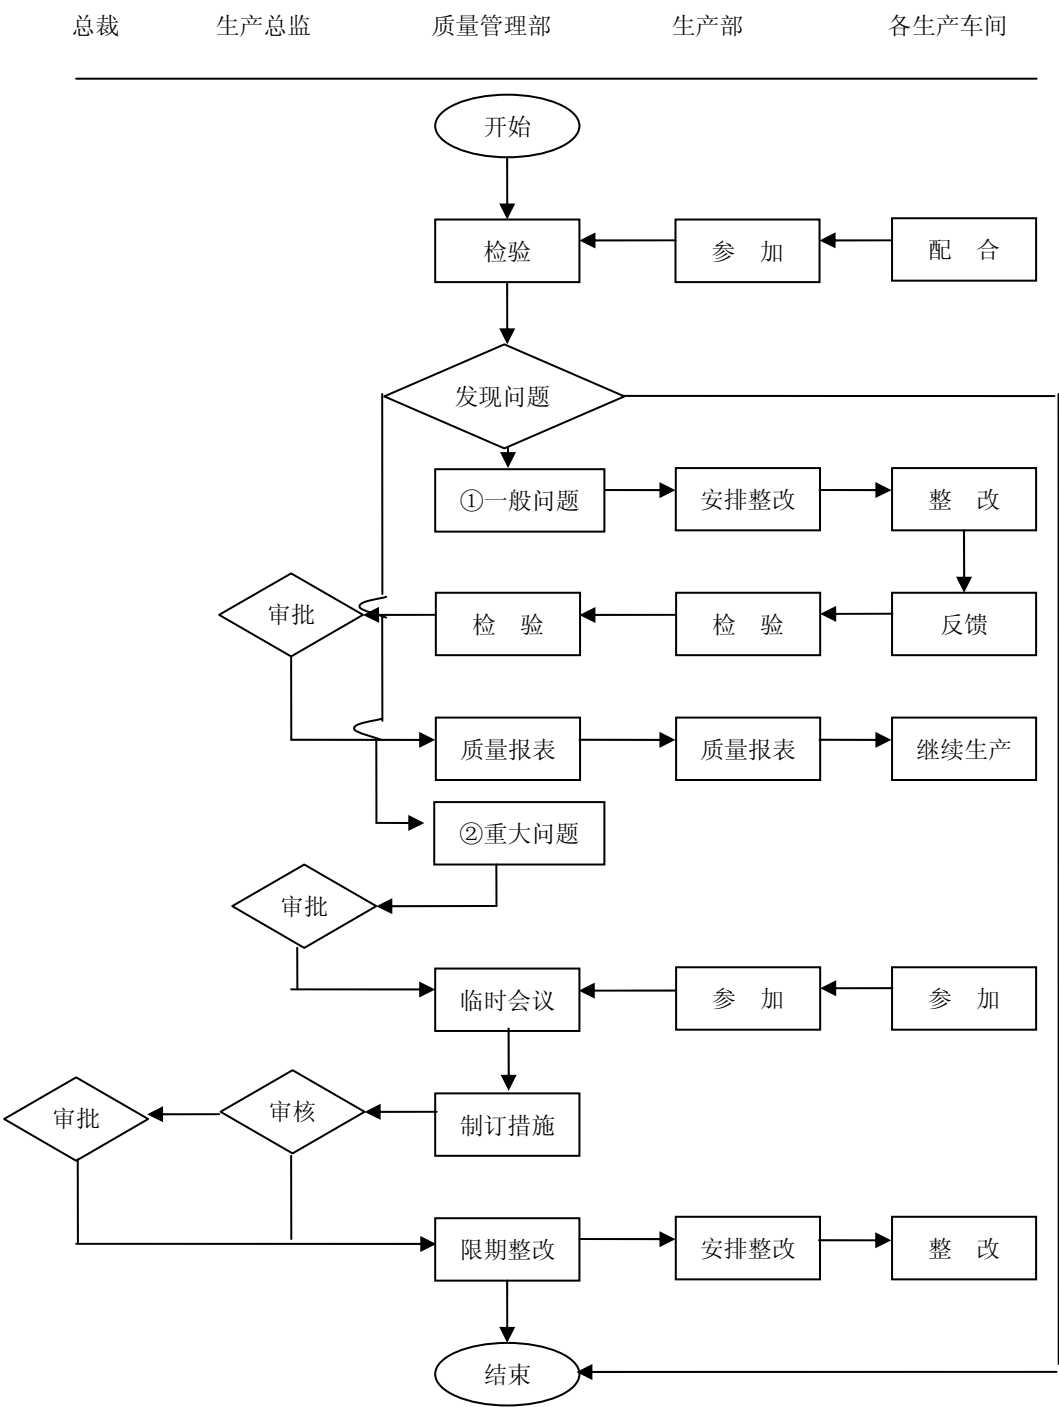 总裁 生产总监 质量管理部 生产部 各生产车间
开始
检验 参 加 配 合
发现问题
①一般问题 安排整改 整 改
审批 检 验 检 验 反馈
质量报表 质量报表 继续生产
②重大问题
审批
临时会议 参 加 参 加
审批 审核 制订措施
限期整改 安排整改 整 改
结束